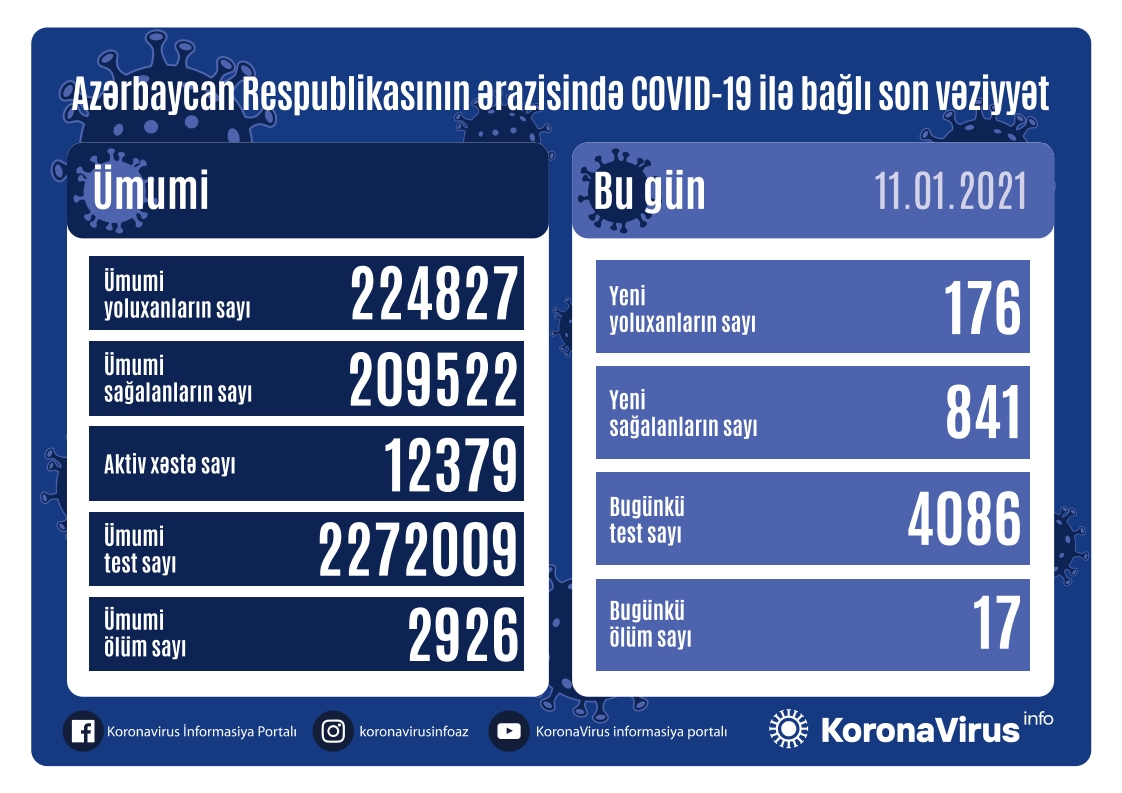 Azərbaycan Respublikasının ərazisində COVID-19 ilə bağlı son vəziyyət
Ümumi
Ümumi
yoluxanların sayı
224827
Ümumi
sağalanların sayı
209522
Aktiv xəstə sayı
12379
Ümumi
test sayı
2272009
Ümumi
ölüm sayı
2926
Bu gün
11.01.2021
Yeni
yoluxanların sayı
176
Yeni
sağalanların sayı
841
Bugünkü
test sayı
4086
Bugünkü
ölüm sayı
17
Koronavirus İnformasiya Portalı
koronavirusinfoaz
KoronaVirus informasiya portalı
KoronaVirus info